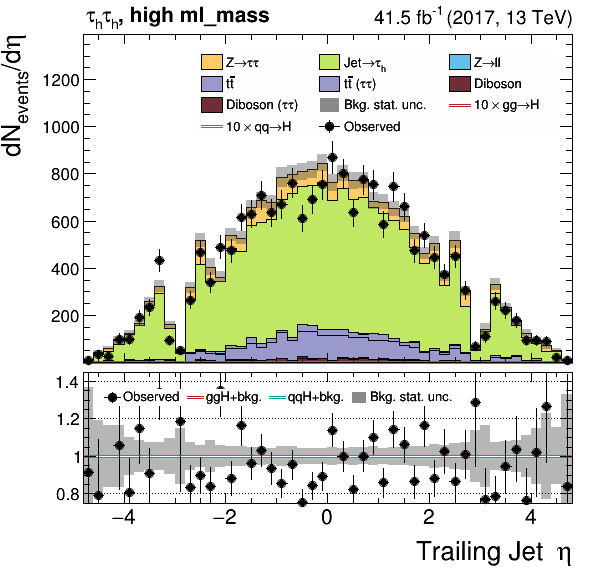 τhτh, high ml_mass 41.5 fb⁻¹ (2017, 13 TeV)
dNevents/dη
Z→ττ Jet→τh Z→ll
tt̄ tt̄ (ττ) Diboson
Diboson (ττ) Bkg. stat. unc. 10 × gg→H
10 × qq→H Observed
1200
1000
800
600
400
200
1.4
Observed ggH+bkg. qqH+bkg. Bkg. stat. unc.
1.2
1
0.8
−4 −2 0 2 4
Trailing Jet η